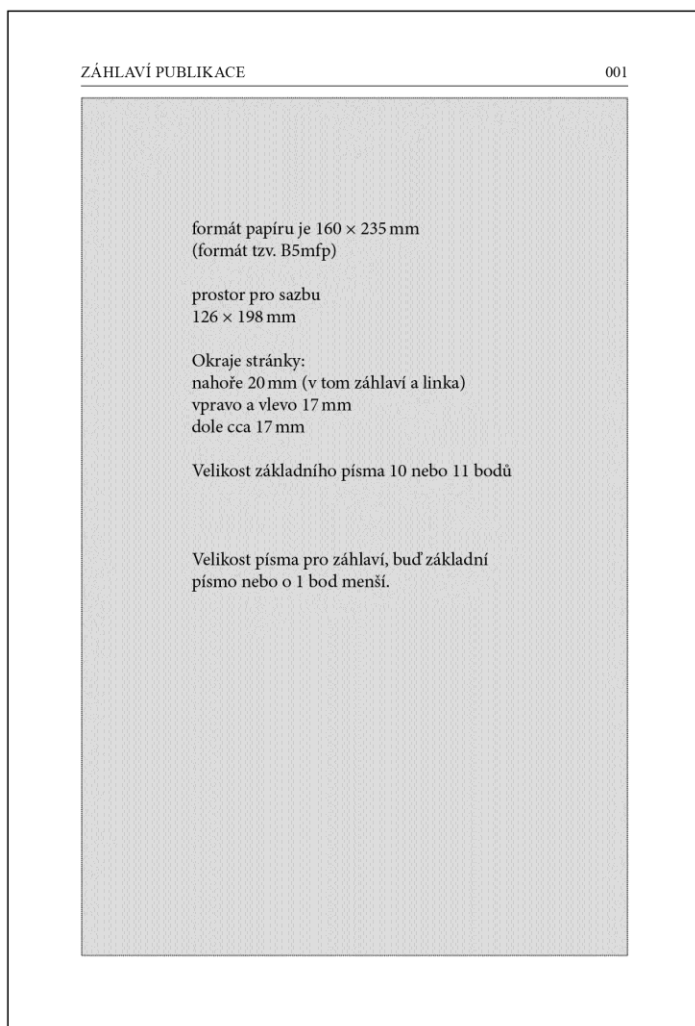 ZÁHLAVÍ PUBLIKACE 001
formát papíru je 160 × 235 mm
(formát tzv. B5mfp)
prostor pro sazbu
126 × 198 mm
Okraje stránky:
nahoře 20 mm (v tom záhlaví a linka)
vpravo a vlevo 17 mm
dole cca 17 mm
Velikost základního písma 10 nebo 11 bodů
Velikost písma pro záhlaví, buď základní
písmo nebo o 1 bod menší.